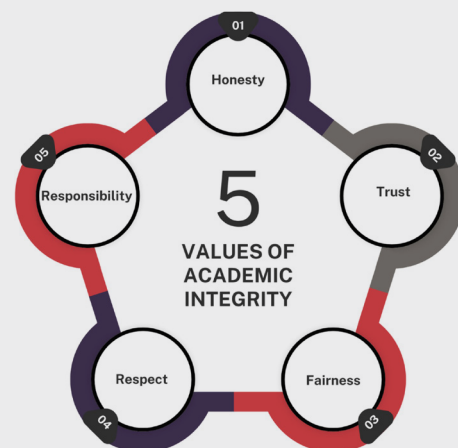 01
Honesty
02
Trust
03
Fairness
04
Respect
05
Responsibility
5
VALUES OF
ACADEMIC
INTEGRITY